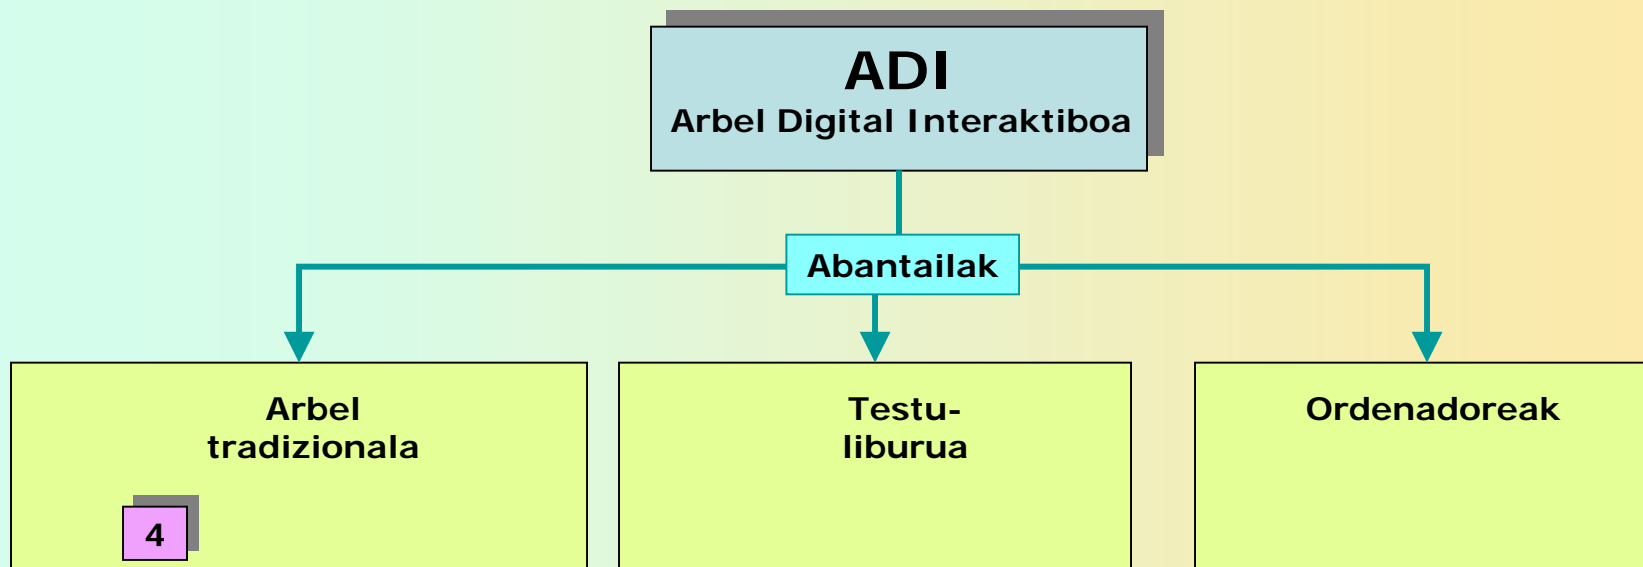 ADI
Arbel Digital Interaktiboa
Abantailak
Arbel
tradizionala
Testu-
liburua
Ordenadoreak
4